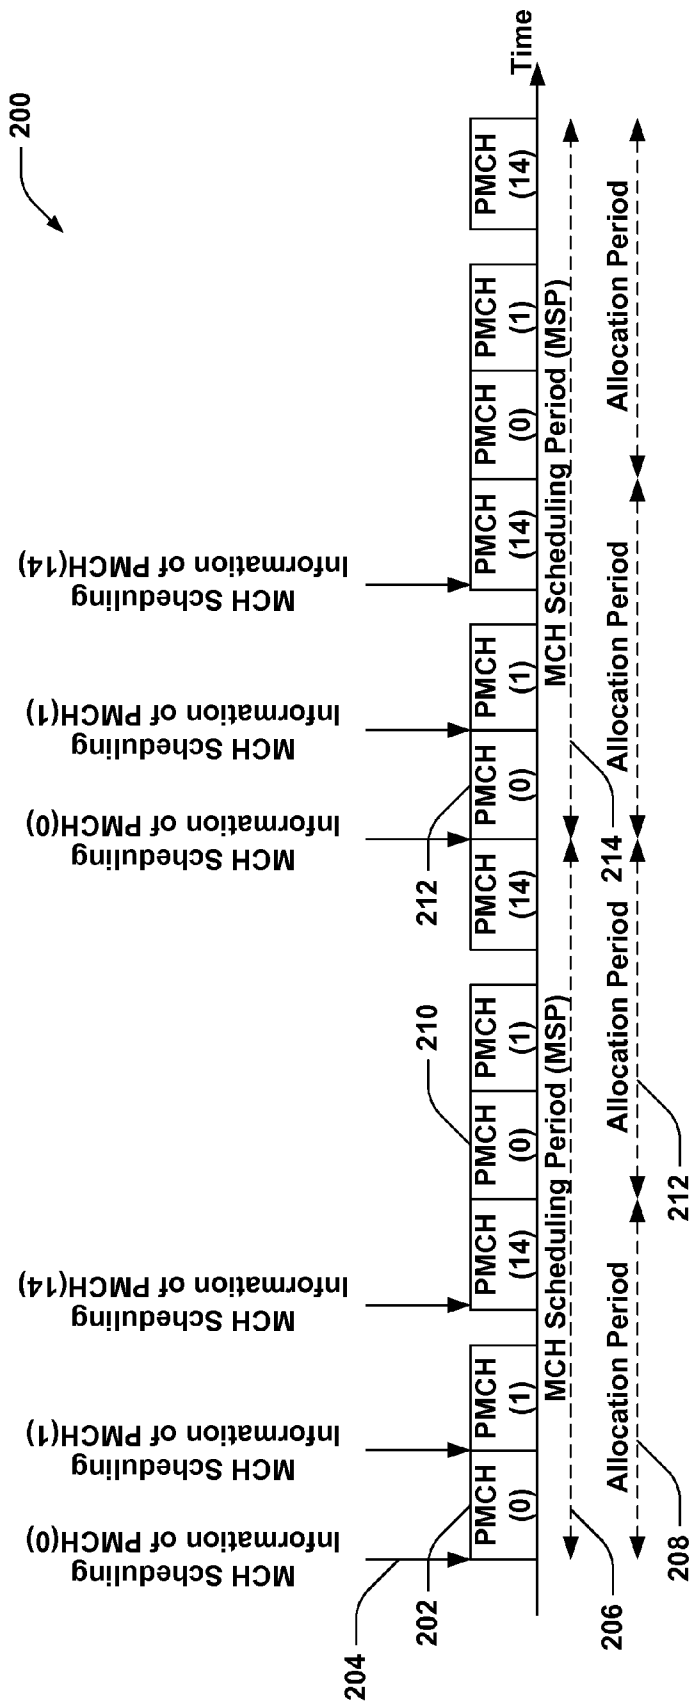 200
MCH Scheduling
Information of PMCH(0)
MCH Scheduling
Information of PMCH(1)
MCH Scheduling
Information of PMCH(14)
MCH Scheduling
Information of PMCH(0)
MCH Scheduling
Information of PMCH(1)
MCH Scheduling
Information of PMCH(14)
204
202
210
212
PMCH
(0)
PMCH
(1)
PMCH
(14)
PMCH
(0)
PMCH
(1)
PMCH
(14)
PMCH
(0)
PMCH
(1)
PMCH
(14)
PMCH
(0)
PMCH
(1)
PMCH
(14)
Time
MCH Scheduling Period (MSP)
MCH Scheduling Period (MSP)
206
214
Allocation Period
Allocation Period
Allocation Period
Allocation Period
208
212